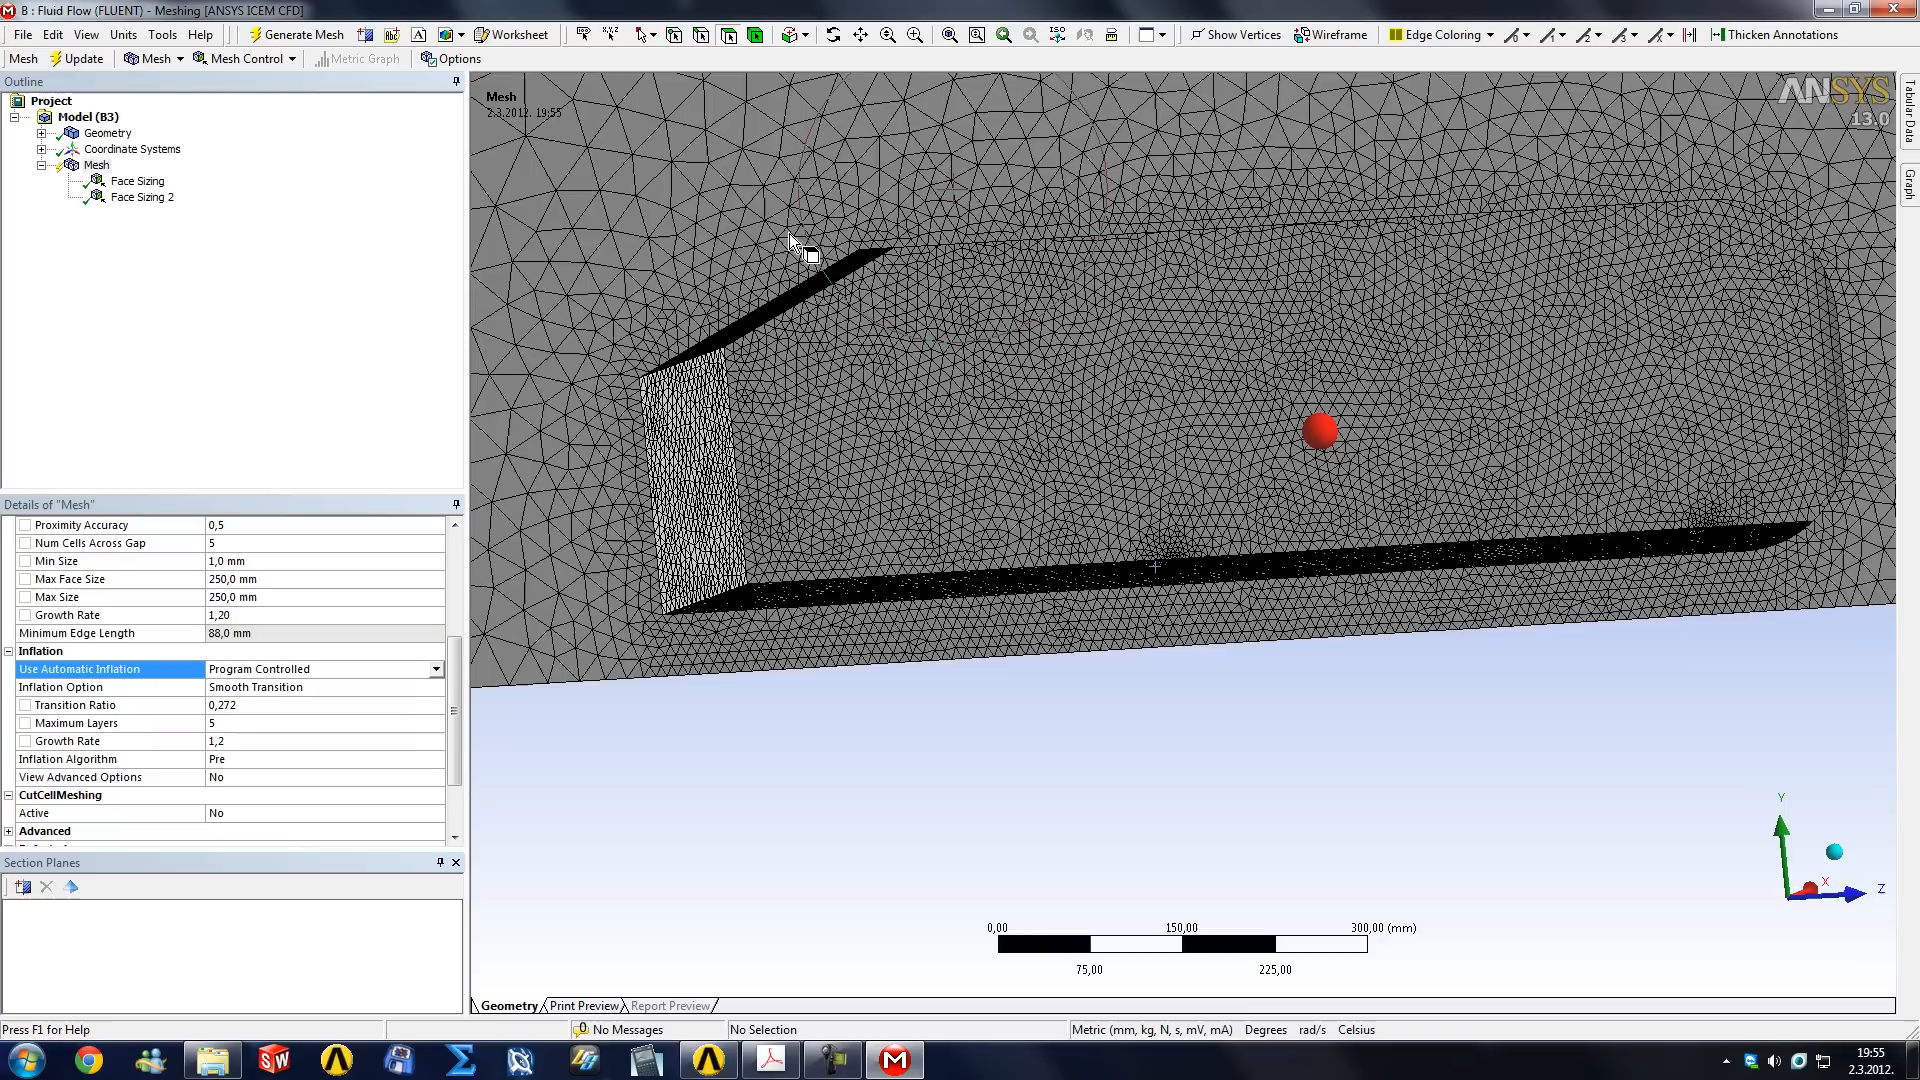 B : Fluid Flow (FLUENT) - Meshing [ANSYS ICEM CFD]
File Edit View Units Tools Help Generate Mesh Worksheet Show Vertices Wireframe Edge Coloring Thicken Annotations
Mesh Update Mesh Mesh Control Metric Graph Options
Outline
Project
Model (B3)
Geometry
Coordinate Systems
Mesh
Face Sizing
Face Sizing 2
Details of "Mesh"
Proximity Accuracy 0,5
Num Cells Across Gap 5
Min Size 1,0 mm
Max Face Size 250,0 mm
Max Size 250,0 mm
Growth Rate 1,20
Minimum Edge Length 88,0 mm
Inflation
Use Automatic Inflation Program Controlled
Inflation Option Smooth Transition
Transition Ratio 0,272
Maximum Layers 5
Growth Rate 1,2
Inflation Algorithm Pre
View Advanced Options No
CutCellMeshing
Active No
Advanced
Section Planes
Mesh
2.3.2012. 19:55
ANSYS
13.0
Tabular Data
Graph
Y
X
Z
0,00 150,00 300,00 (mm)
75,00 225,00
Geometry Print Preview Report Preview
Press F1 for Help 0 No Messages No Selection Metric (mm, kg, N, s, mV, mA) Degrees rad/s Celsius
19:55
2.3.2012.